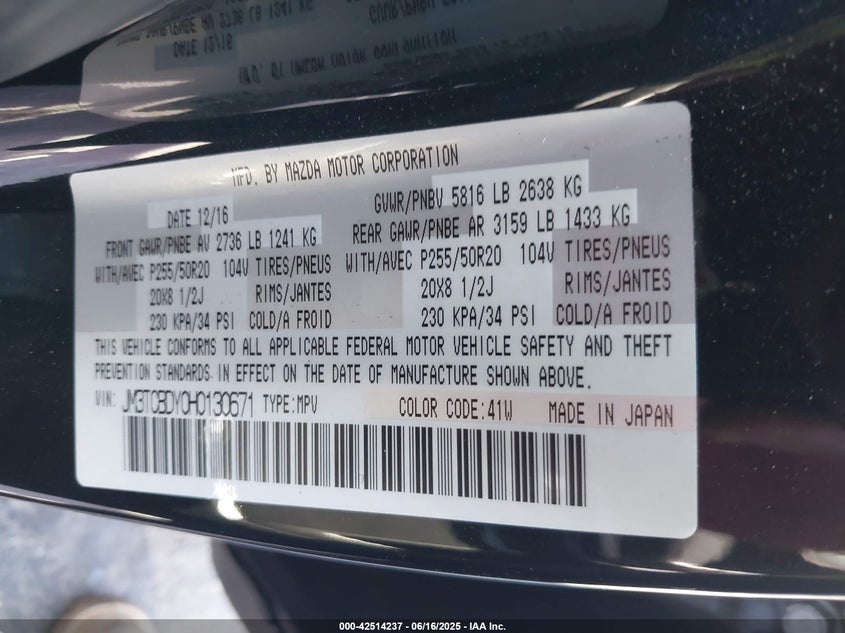 MFD. BY MAZDA MOTOR CORPORATION
DATE 12/16
GVWR/PNBV 5816 LB 2638 KG
FRONT GAWR/PNBE AV 2736 LB 1241 KG
REAR GAWR/PNBE AR 3159 LB 1433 KG
WITH/AVEC P255/50R20 104V TIRES/PNEUS
WITH/AVEC P255/50R20 104V TIRES/PNEUS
20X8 1/2J RIMS/JANTES
20X8 1/2J RIMS/JANTES
230 KPA/34 PSI COLD/A FROID
230 KPA/34 PSI COLD/A FROID
THIS VEHICLE CONFORMS TO ALL APPLICABLE FEDERAL MOTOR VEHICLE SAFETY AND THEFT
PREVENTION STANDARDS IN EFFECT ON THE DATE OF MANUFACTURE SHOWN ABOVE.
VIN: JM3TCBDY0H0130671 TYPE:MPV COLOR CODE:41W MADE IN JAPAN
000-42514237 - 06/16/2025 - IAA Inc.